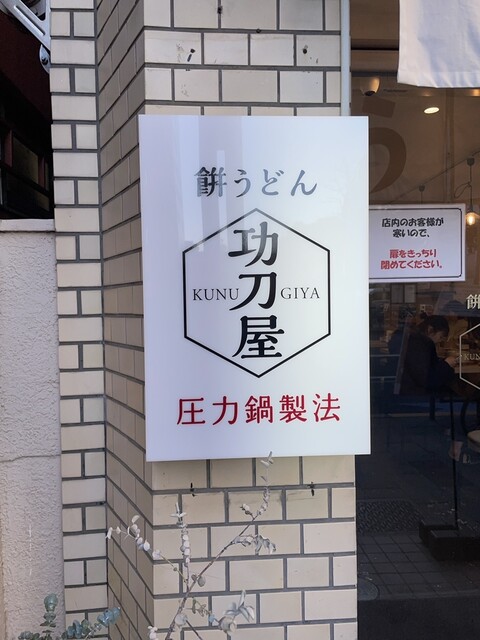 餠うどん
功刀屋
KUNU GIYA
圧力鍋製法
店内のお客様が
寒いので、
扉をきっちり
閉めてください。